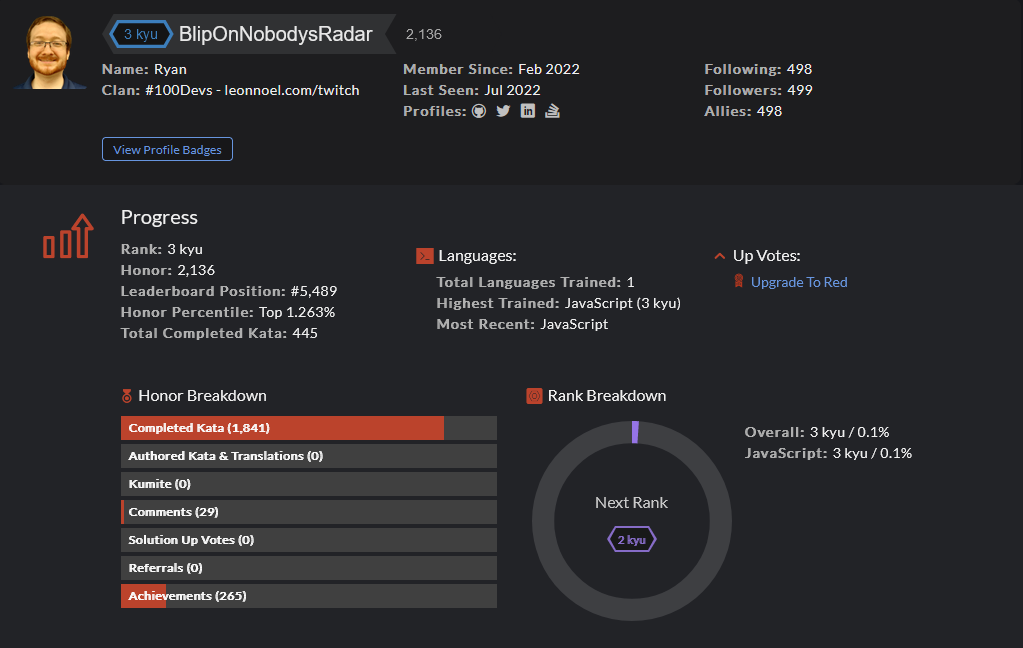 3 kyu BlipOnNobodysRadar 2,136
Name: Ryan
Clan: #100Devs - leonnoel.com/twitch
Member Since: Feb 2022
Last Seen: Jul 2022
Profiles:
Following: 498
Followers: 499
Allies: 498
View Profile Badges
Progress
Rank: 3 kyu
Honor: 2,136
Leaderboard Position: #5,489
Honor Percentile: Top 1.263%
Total Completed Kata: 445
Languages:
Total Languages Trained: 1
Highest Trained: JavaScript (3 kyu)
Most Recent: JavaScript
Up Votes:
Upgrade To Red
Honor Breakdown
Completed Kata (1,841)
Authored Kata & Translations (0)
Kumite (0)
Comments (29)
Solution Up Votes (0)
Referrals (0)
Achievements (265)
Rank Breakdown
Next Rank
2 kyu
Overall: 3 kyu / 0.1%
JavaScript: 3 kyu / 0.1%